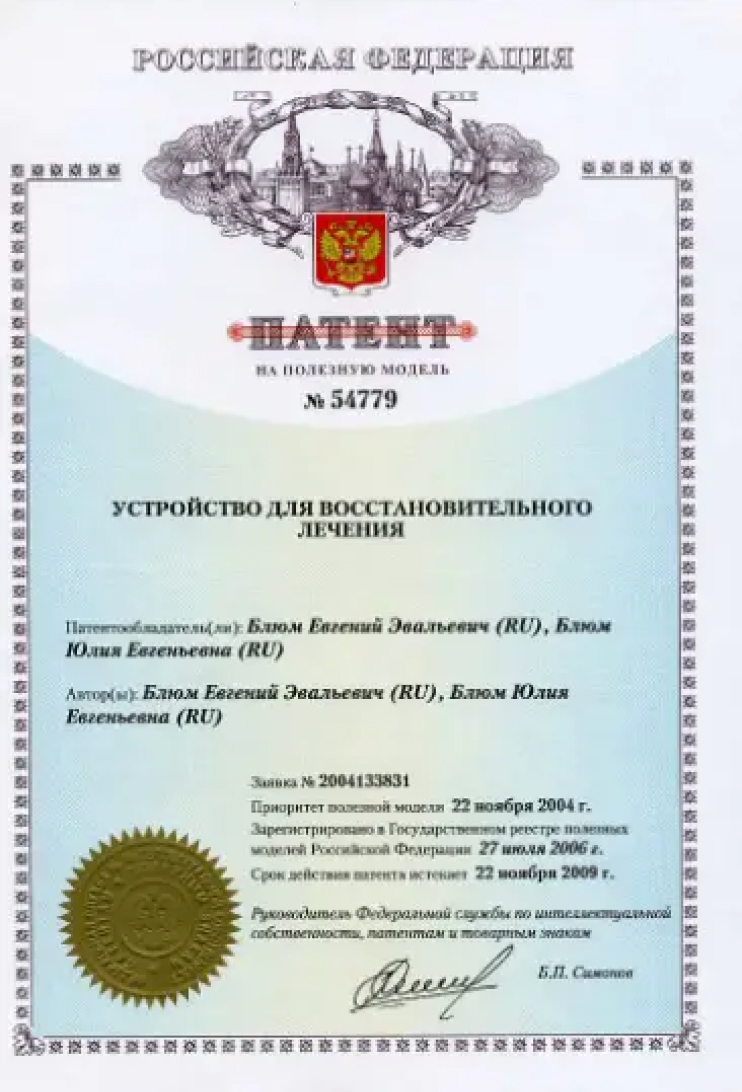 РОССИЙСКАЯ ФЕДЕРАЦИЯ
ПАТЕНТ
НА ПОЛЕЗНУЮ МОДЕЛЬ
№ 54779
УСТРОЙСТВО ДЛЯ ВОССТАНОВИТЕЛЬНОГО
ЛЕЧЕНИЯ
Патентообладатель(ли): Блюм Евгений Эвальевич (RU), Блюм
Юлия Евгеньевна (RU)
Автор(ы): Блюм Евгений Эвальевич (RU), Блюм Юлия
Евгеньевна (RU)
Заявка № 2004133831
Приоритет полезной модели 22 ноября 2004 г.
Зарегистрировано в Государственном реестре полезных
моделей Российской Федерации 27 июля 2006 г.
Срок действия патента истекает 22 ноября 2009 г.
Руководитель Федеральной службы по интеллектуальной
собственности, патентам и товарным знакам
Б.П. Симонов